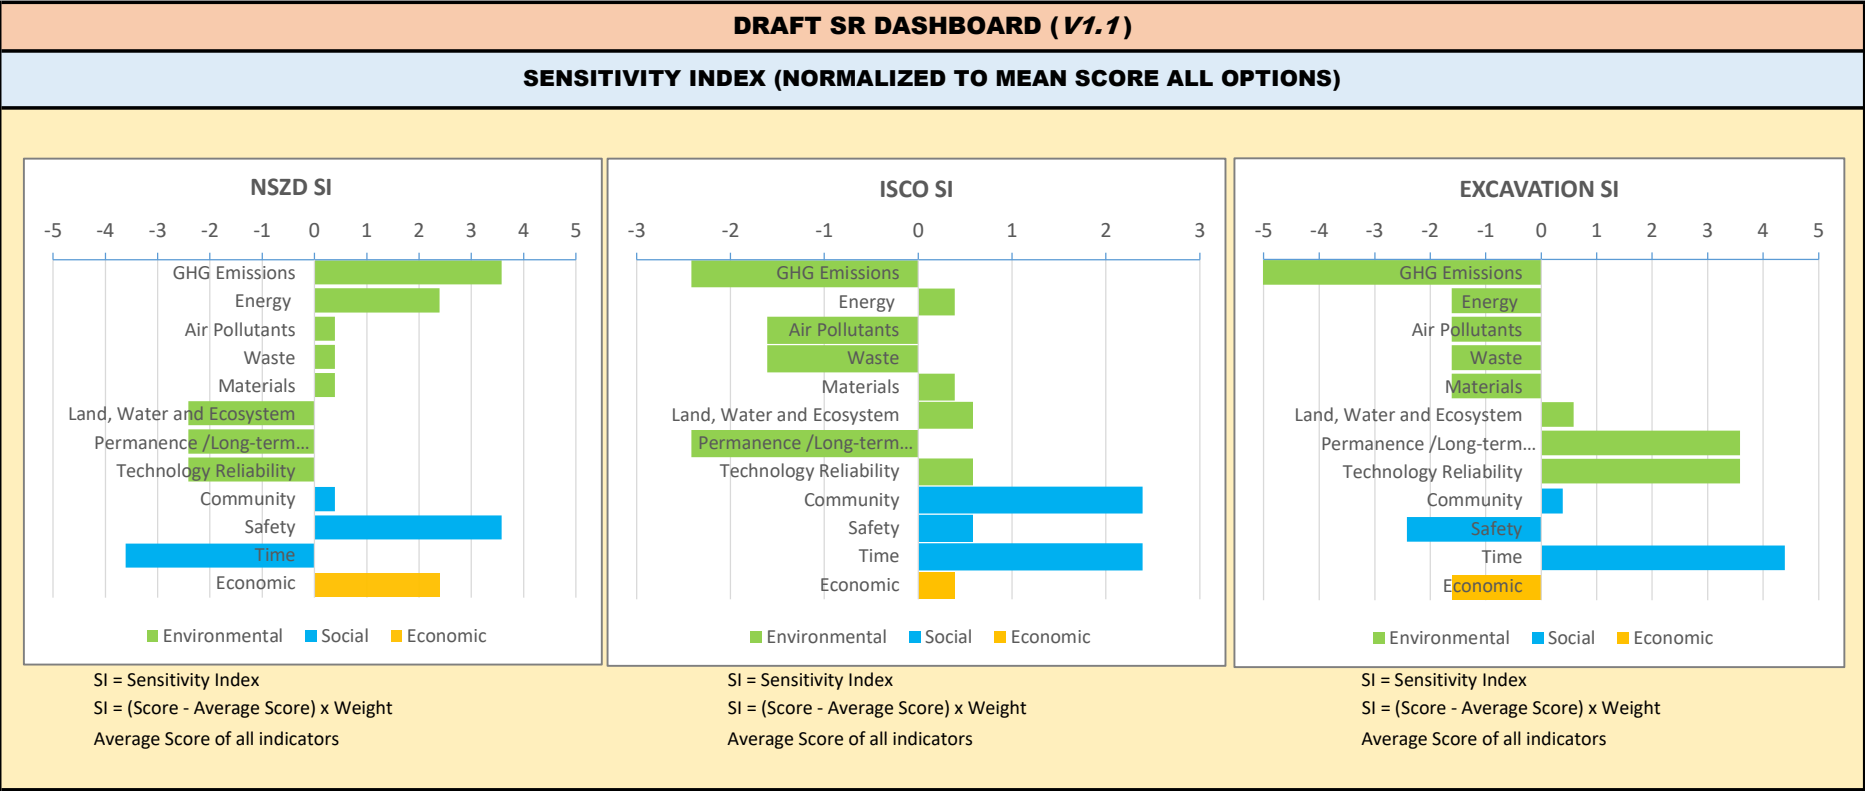 DRAFT SR DASHBOARD (V1.1)
SENSITIVITY INDEX (NORMALIZED TO MEAN SCORE ALL OPTIONS)
NSZD SI
-5 -4 -3 -2 -1 0 1 2 3 4 5
GHG Emissions
Energy
Air Pollutants
Waste
Materials
Land, Water and Ecosystem
Permanence /Long-term...
Technology Reliability
Community
Safety
Time
Economic
Environmental Social Economic
SI = Sensitivity Index
SI = (Score - Average Score) x Weight
Average Score of all indicators
ISCO SI
-3 -2 -1 0 1 2 3
GHG Emissions
Energy
Air Pollutants
Waste
Materials
Land, Water and Ecosystem
Permanence /Long-term...
Technology Reliability
Community
Safety
Time
Economic
Environmental Social Economic
SI = Sensitivity Index
SI = (Score - Average Score) x Weight
Average Score of all indicators
EXCAVATION SI
-5 -4 -3 -2 -1 0 1 2 3 4 5
GHG Emissions
Energy
Air Pollutants
Waste
Materials
Land, Water and Ecosystem
Permanence /Long-term...
Technology Reliability
Community
Safety
Time
Economic
Environmental Social Economic
SI = Sensitivity Index
SI = (Score - Average Score) x Weight
Average Score of all indicators